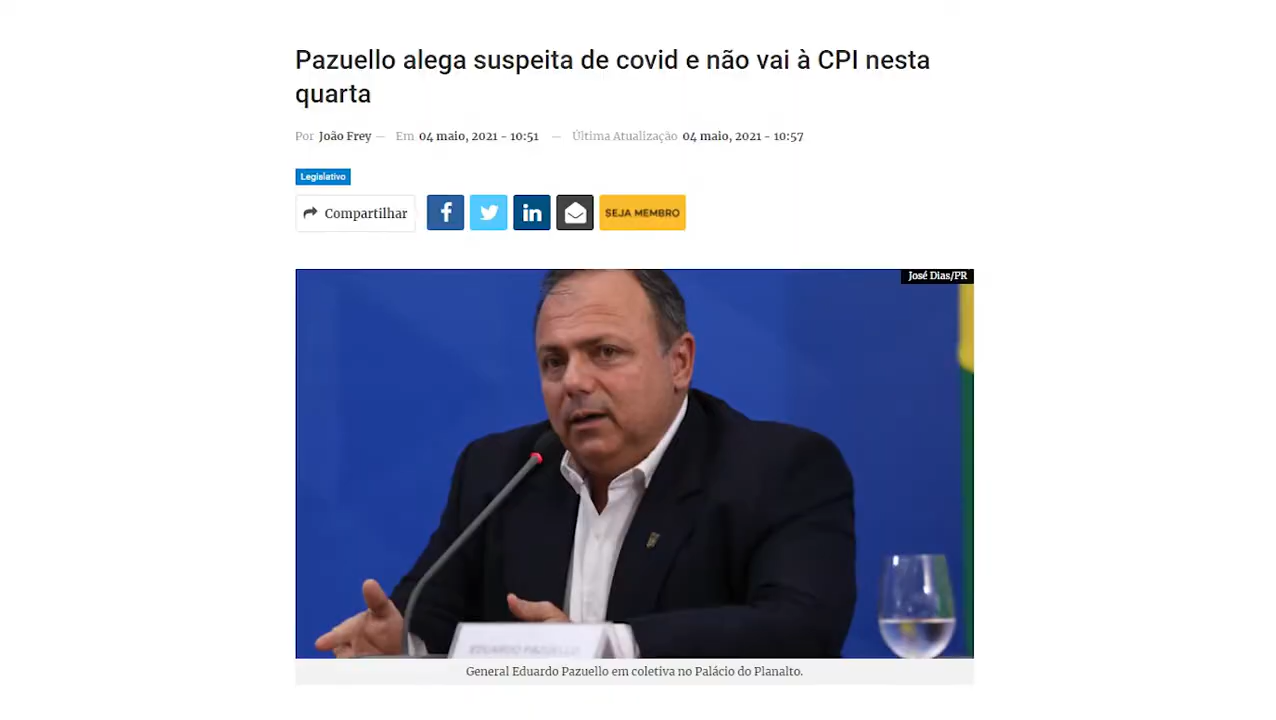 Pazuello alega suspeita de covid e não vai à CPI nesta
quarta
Por João Frey — Em 04 maio, 2021 - 10:51 — Última Atualização 04 maio, 2021 - 10:57
Legislativo
Compartilhar
SEJA MEMBRO
José Dias/PR
EDUARDO PAZUELLO
General Eduardo Pazuello em coletiva no Palácio do Planalto.